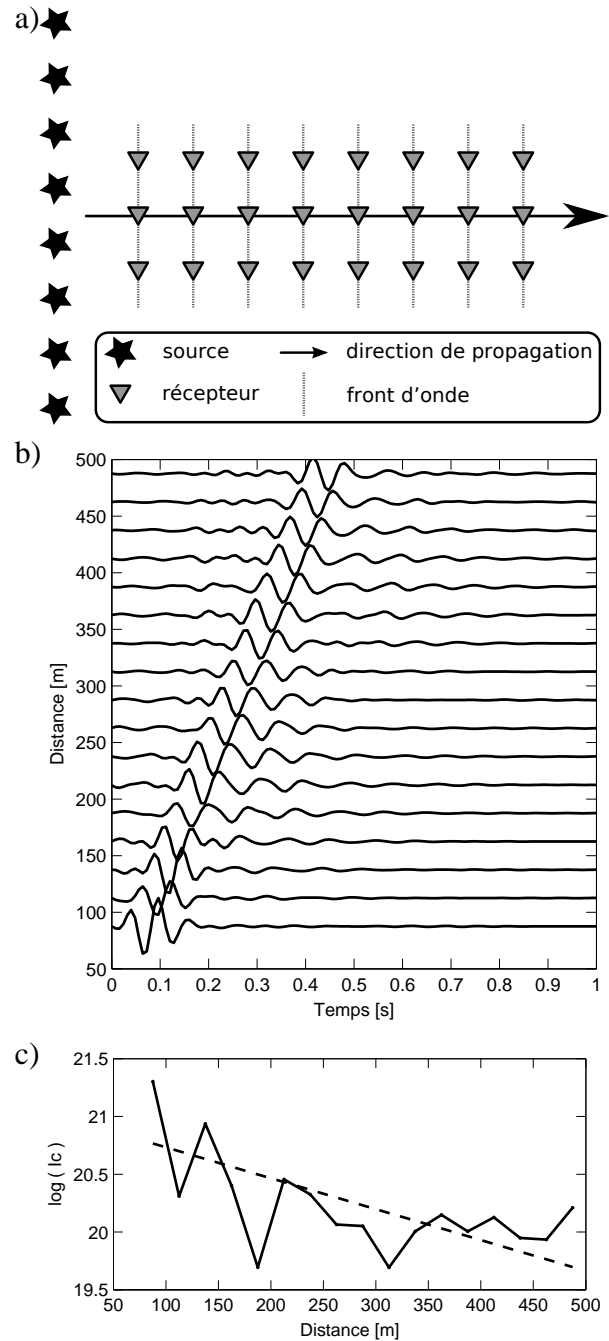 a)
source
direction de propagation
récepteur
front d'onde
b)
500
450
400
350
300
250
200
150
100
50
Distance [m]
0 0.1 0.2 0.3 0.4 0.5 0.6 0.7 0.8 0.9 1
Temps [s]
c)
21.5
21
20.5
20
19.5
log ( Ic )
50 100 150 200 250 300 350 400 450 500
Distance [m]